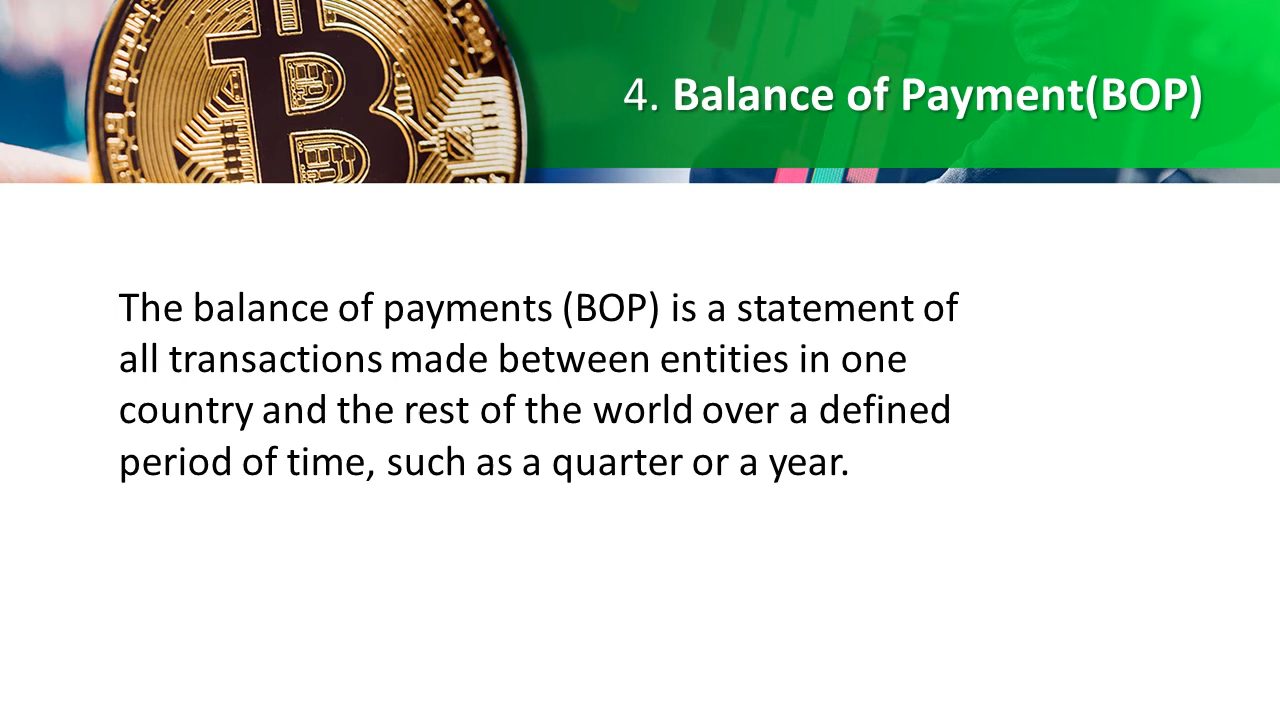 4. Balance of Payment(BOP)
The balance of payments (BOP) is a statement of
all transactions made between entities in one
country and the rest of the world over a defined
period of time, such as a quarter or a year.